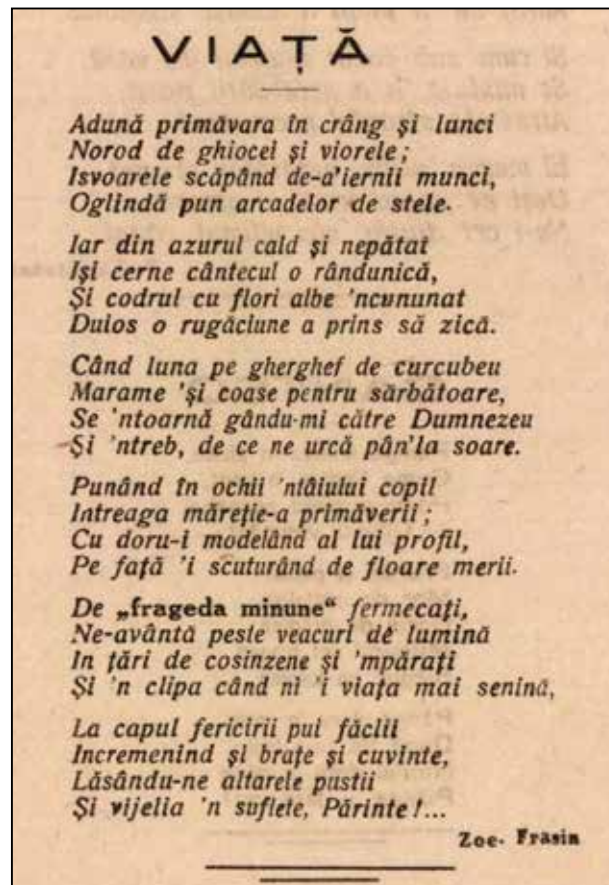 VIAȚĂ
Adună primăvara în crâng și lunci
Norod de ghiocei și viorele;
Isvoarele scăpând de-a'iernii munci,
Oglindă pun arcadelor de stele.
Iar din azurul cald și nepătat
Iși cerne cântecul o rândunică,
Și codrul cu flori albe 'ncununat
Duios o rugăciune a prins să zică.
Când luna pe gherghef de curcubeu
Marame 'și coase pentru sărbătoare,
Se 'ntoarnă gându-mi către Dumnezeu
Și 'ntreb, de ce ne urcă pân'la soare.
Punând în ochii 'ntâiului copil
Intreaga măreție-a primăverii;
Cu doru-i modelând al lui profil,
Pe față 'i scuturând de floare merii.
De „frageda minune“ fermecați,
Ne-avântă peste veacuri de lumină
In țări de cosinzene și 'mpărați
Și 'n clipa când ni 'i viața mai senină,
La capul fericirii pui făclii
Incremenind și brațe și cuvinte,
Lăsându-ne altarele pustii
Și vijelia 'n suflete, Părinte!...
Zoe- Frasin